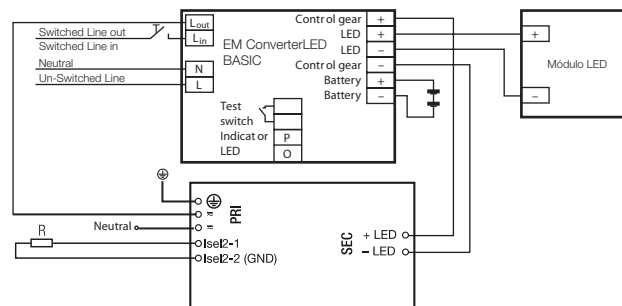 Switched Line out
Switched Line in
Neutral
Un-Switched Line
Lout
Lin
N
L
EM ConverterLED
BASIC
Test
switch
Indicat or
LED
P
O
Control gear +
LED +
LED –
Control gear –
Battery +
Battery –
+
–
Módulo LED
PRI
Neutral
R
Isel2-1
Isel2-2 (GND)
SEC
+ LED
– LED